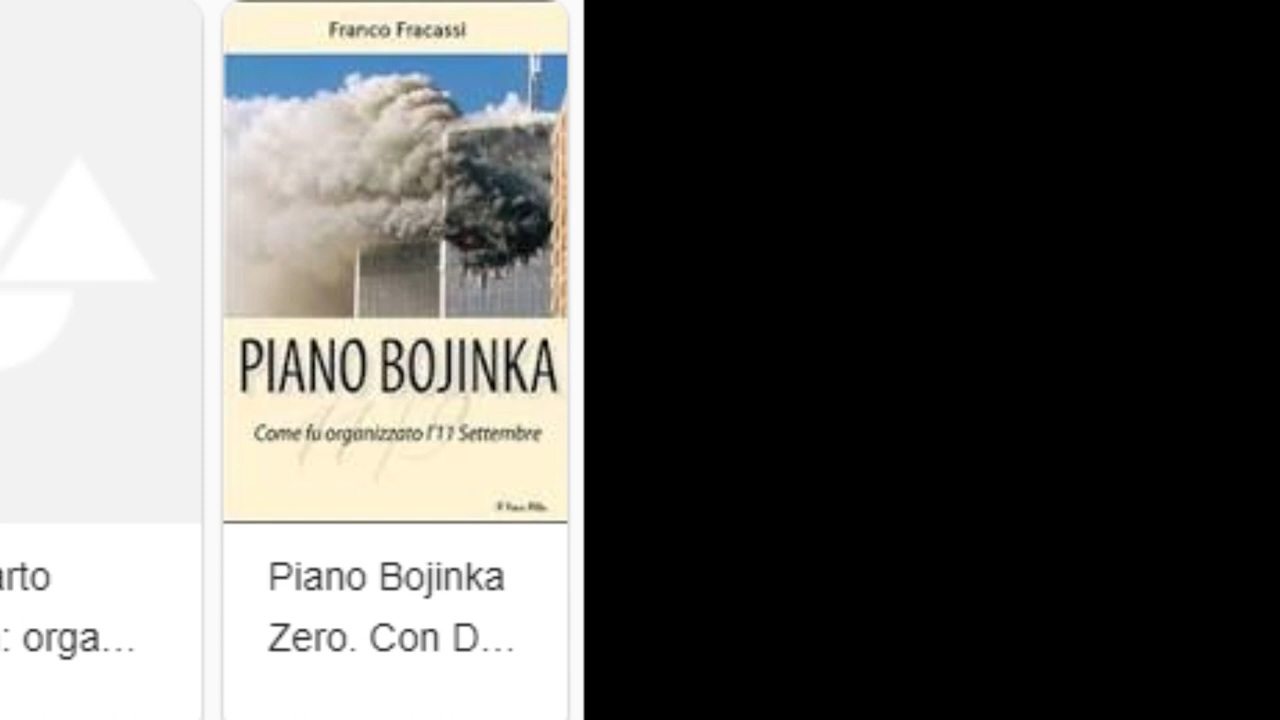 Franco Fracassi
PIANO BOJINKA
Come fu organizzato l'11 Settembre
arto
: orga...
Piano Bojinka
Zero. Con D...